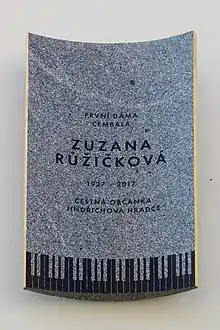 PRVNÍ DÁMA
CEMBALA
ZUZANA
RŮŽIČKOVÁ
1927 – 2017
ČESTNÁ OBČANKA
JINDŘICHOVA HRADCE